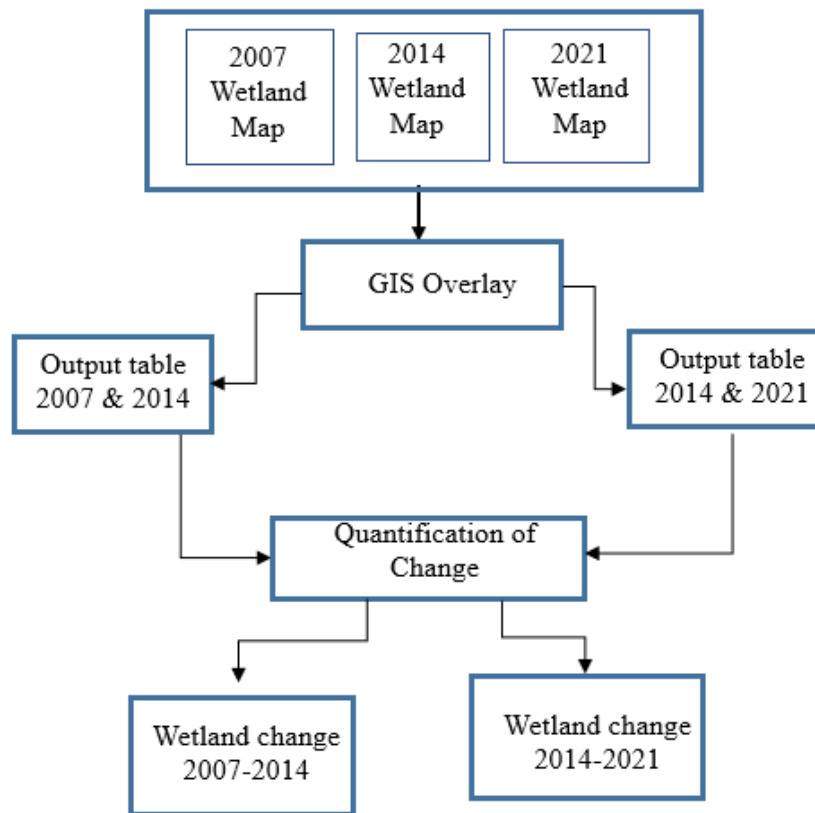 2007
Wetland
Map
2014
Wetland
Map
2021
Wetland
Map
GIS Overlay
Output table
2007 & 2014
Output table
2014 & 2021
Quantification of
Change
Wetland change
2007-2014
Wetland change
2014-2021